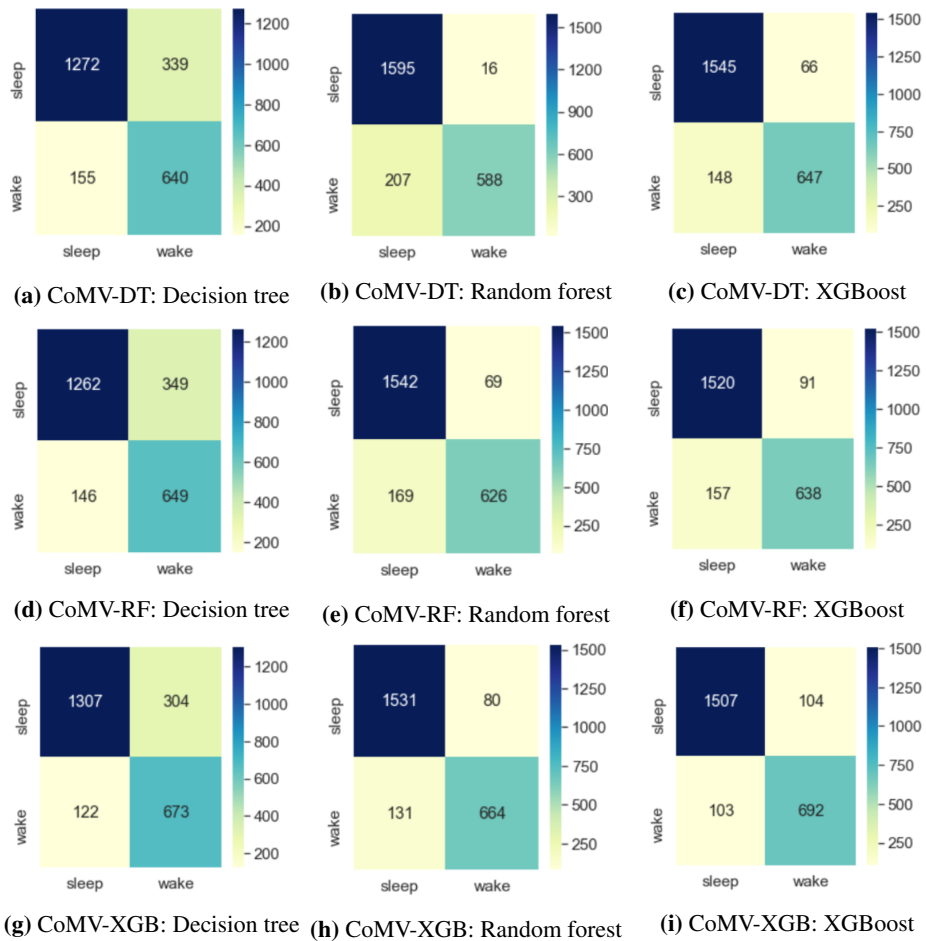 1272 339
155 640
sleep
wake
sleep wake
1200
1000
800
600
400
200
(a) CoMV-DT: Decision tree
1595 16
207 588
sleep
wake
sleep wake
1500
1200
900
600
300
(b) CoMV-DT: Random forest
1545 66
148 647
sleep
wake
sleep wake
1500
1250
1000
750
500
250
(c) CoMV-DT: XGBoost
1262 349
146 649
sleep
wake
sleep wake
1200
1000
800
600
400
200
(d) CoMV-RF: Decision tree
1542 69
169 626
sleep
wake
sleep wake
1500
1250
1000
750
500
250
(e) CoMV-RF: Random forest
1520 91
157 638
sleep
wake
sleep wake
1500
1250
1000
750
500
250
(f) CoMV-RF: XGBoost
1307 304
122 673
sleep
wake
sleep wake
1200
1000
800
600
400
200
(g) CoMV-XGB: Decision tree
1531 80
131 664
sleep
wake
sleep wake
1500
1250
1000
750
500
250
(h) CoMV-XGB: Random forest
1507 104
103 692
sleep
wake
sleep wake
1500
1250
1000
750
500
250
(i) CoMV-XGB: XGBoost